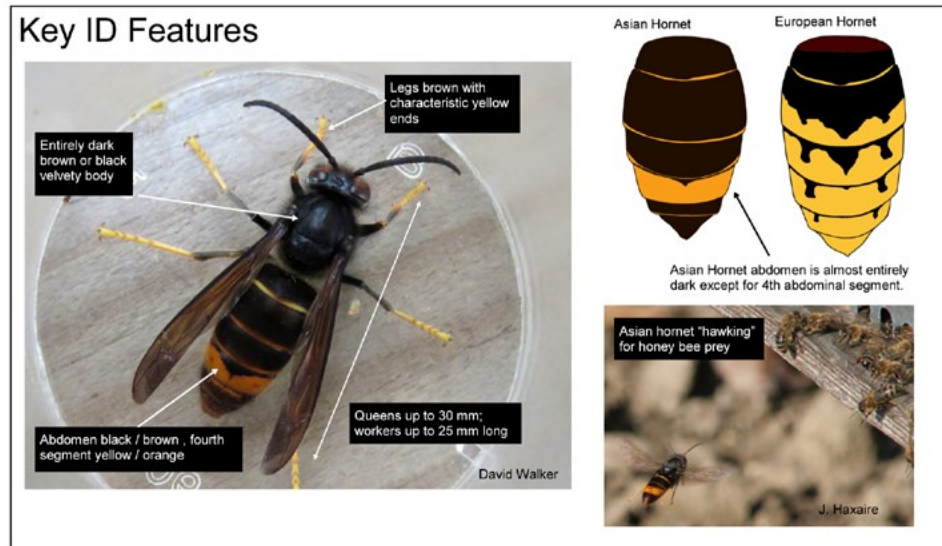 Key ID Features
Legs brown with
characteristic yellow
ends
Entirely dark
brown or black
velvety body
Abdomen black / brown , fourth
segment yellow / orange
Queens up to 30 mm;
workers up to 25 mm long
David Walker
Asian Hornet
European Hornet
Asian Hornet abdomen is almost entirely
dark except for 4th abdominal segment.
Asian hornet “hawking”
for honey bee prey
J. Haxaire